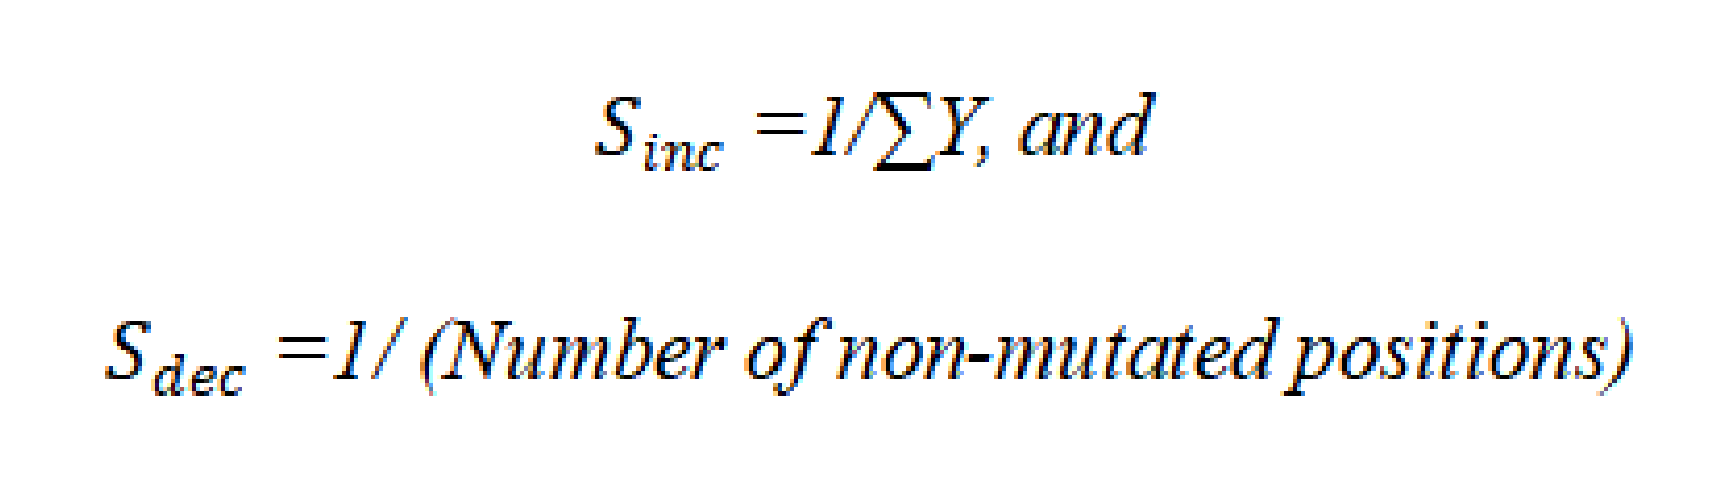 S_inc =1/∑Y, and
S_dec =1/ (Number of non-mutated positions)